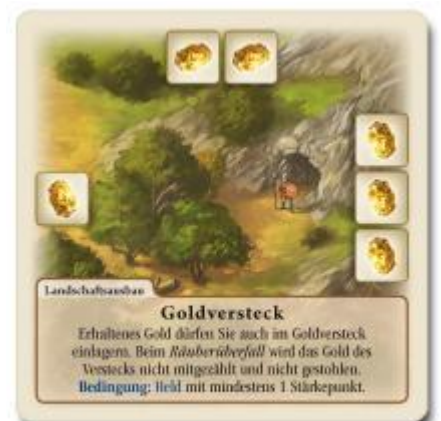 Landschaftsausbau
Goldversteck
Erhaltenes Gold dürfen Sie auch im Goldversteck
einlagern. Beim Räuberüberfall wird das Gold des
Verstecks nicht mitgezählt und nicht gestohlen.
Bedingung: Held mit mindestens 1 Stärkepunkt.